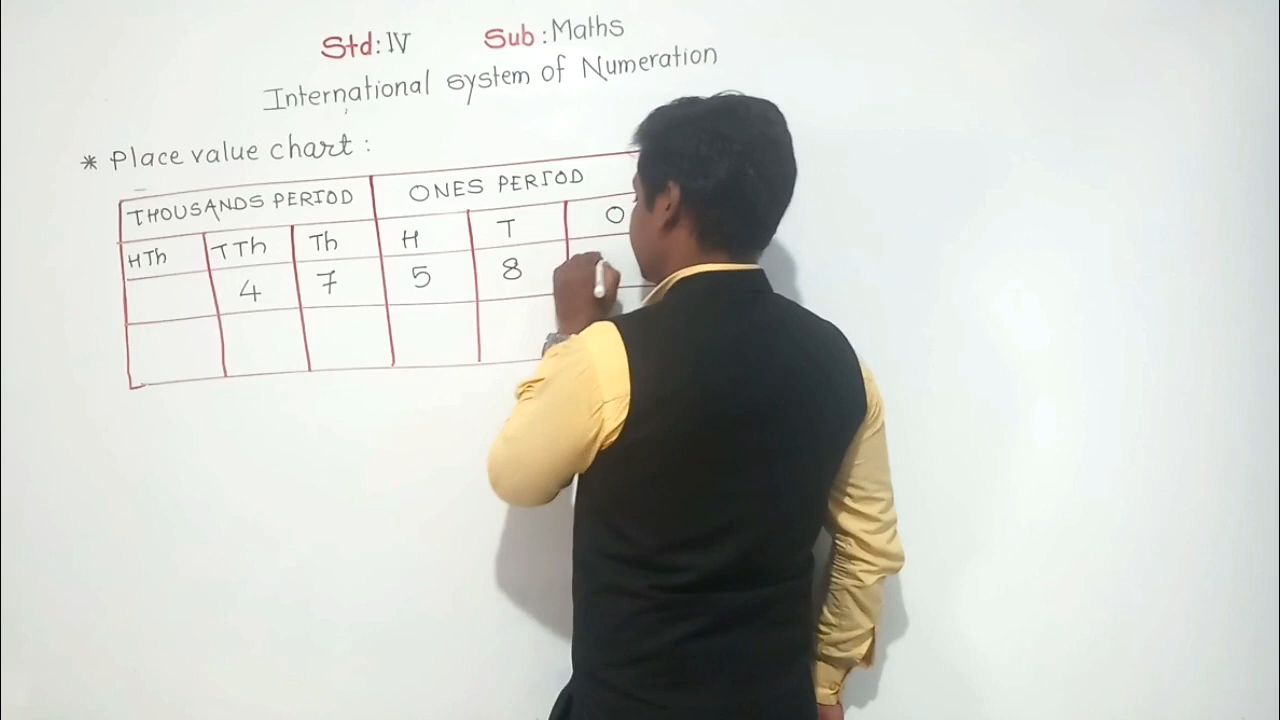 Std: IV Sub: Maths
International system of Numeration
* Place value chart:
THOUSANDS PERIOD ONES PERIOD
HTh TTh Th H T O
4 7 5 8